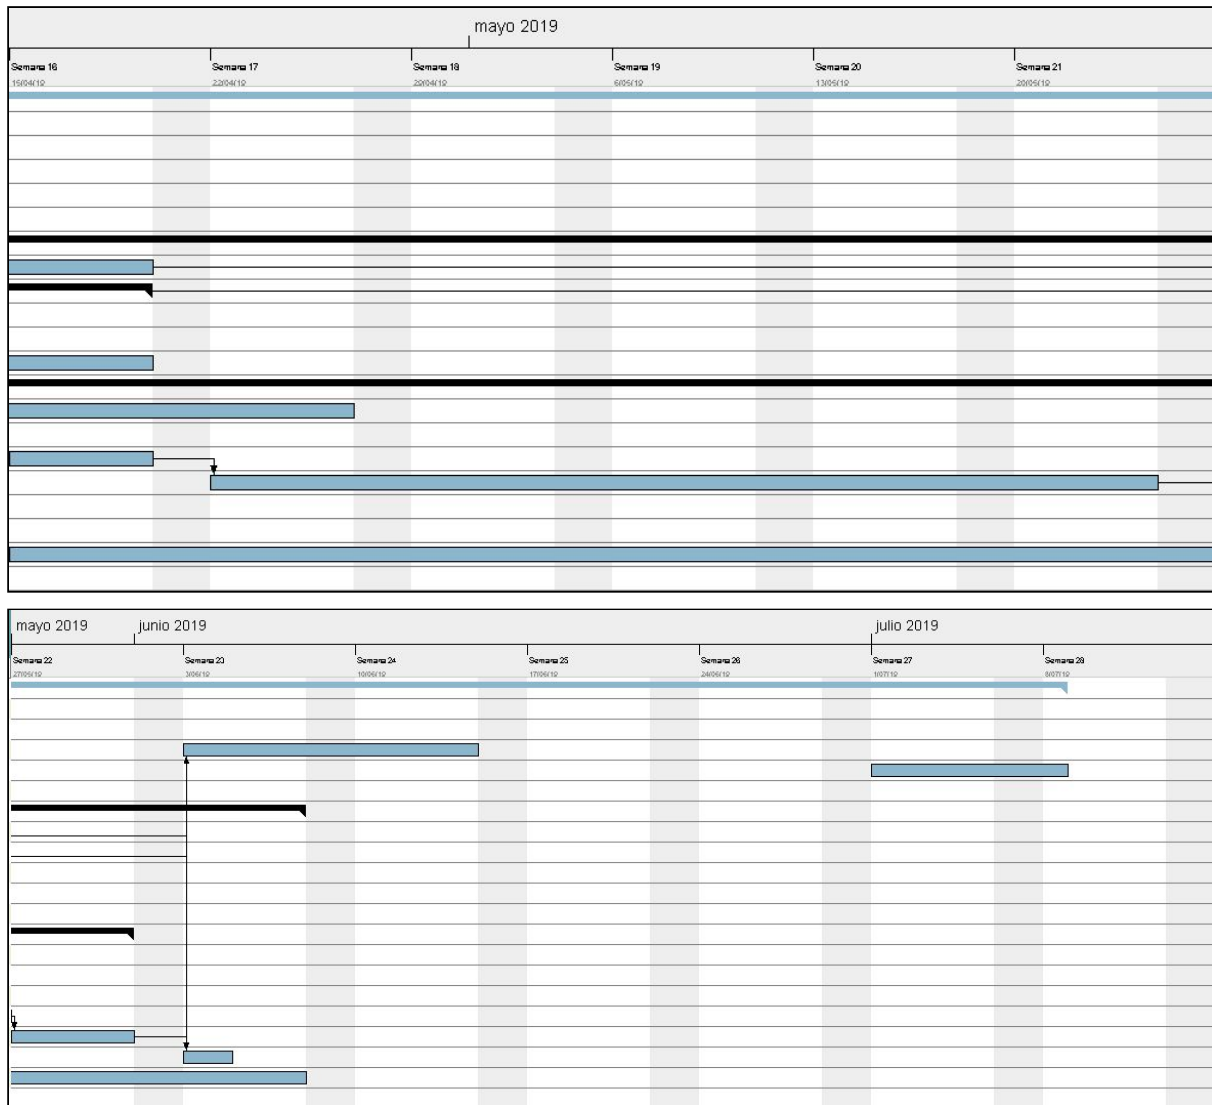 mayo 2019
Semana 16 Semana 17 Semana 18 Semana 19 Semana 20 Semana 21
15/04/19 22/04/19 29/04/19 6/05/19 13/05/19 20/05/19
mayo 2019 junio 2019 julio 2019
Semana 22 Semana 23 Semana 24 Semana 25 Semana 26 Semana 27 Semana 28
27/05/19 3/06/19 10/06/19 17/06/19 24/06/19 1/07/19 8/07/19